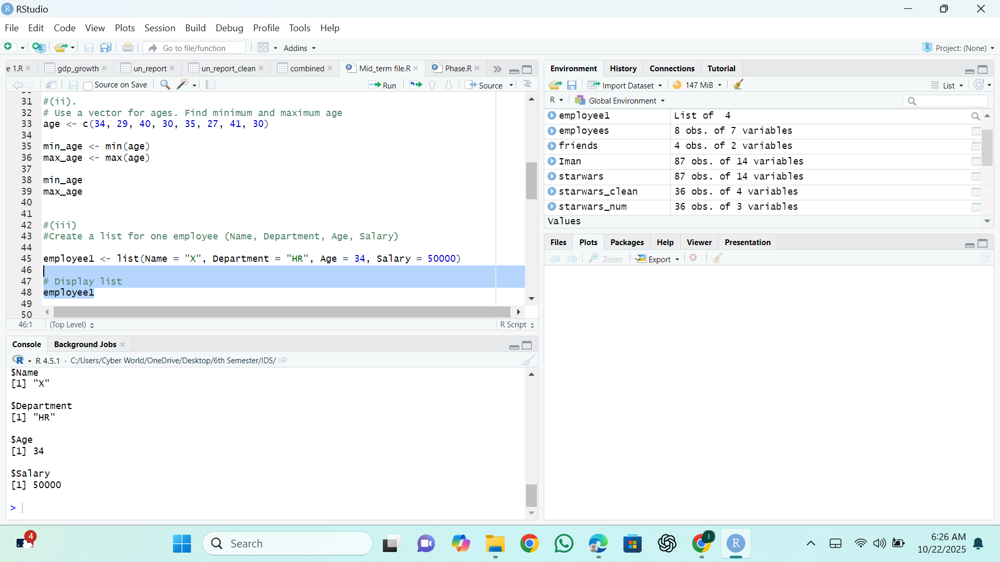 RStudio
File Edit Code View Plots Session Build Debug Profile Tools Help
Go to file/function Addins Project: (None)
e 1.R gdp_growth un_report un_report_clean combined Mid_term file.R Phase.R
Source on Save Run Source
31 #(ii).
32 # Use a vector for ages. Find minimum and maximum age
33 age <- c(34, 29, 40, 30, 35, 27, 41, 30)
34
35 min_age <- min(age)
36 max_age <- max(age)
37
38 min_age
39 max_age
40
41
42 #(iii)
43 #Create a list for one employee (Name, Department, Age, Salary)
44
45 employee1 <- list(Name = "X", Department = "HR", Age = 34, Salary = 50000)
46
47 # Display list
48 employee1
49
50
46:1 (Top Level) R Script
Console Background Jobs
R 4.5.1 · C:/Users/Cyber World/OneDrive/Desktop/6th Semester/IDS/
$Name
[1] "X"
$Department
[1] "HR"
$Age
[1] 34
$Salary
[1] 50000
>
Environment History Connections Tutorial
Import Dataset 147 MiB List
R Global Environment
employee1 List of 4
employees 8 obs. of 7 variables
friends 4 obs. of 2 variables
Iman 87 obs. of 14 variables
starwars 87 obs. of 14 variables
starwars_clean 36 obs. of 4 variables
starwars_num 36 obs. of 3 variables
Values
Files Plots Packages Help Viewer Presentation
Zoom Export
4
Search
I
R
6:26 AM
10/22/2025